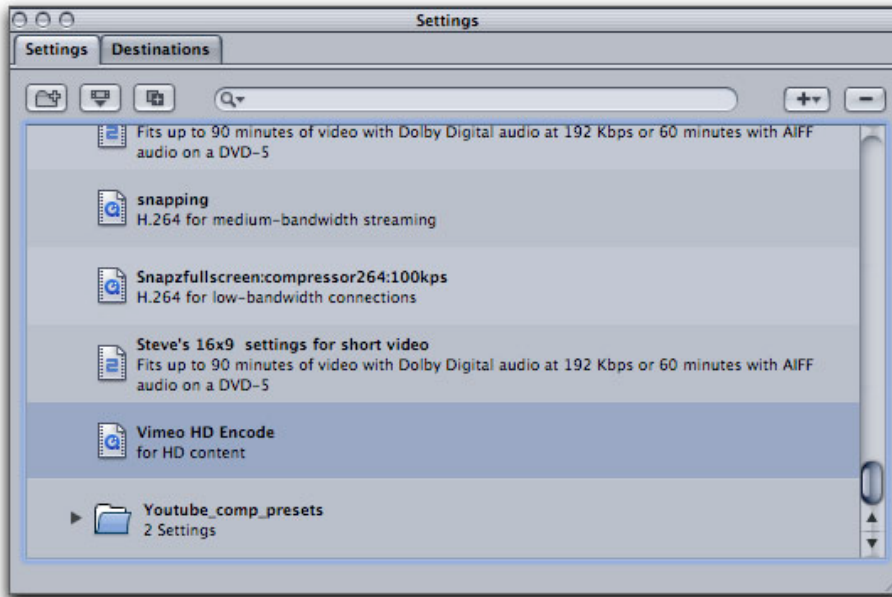 Settings
Settings
Destinations
Fits up to 90 minutes of video with Dolby Digital audio at 192 Kbps or 60 minutes with AIFF
audio on a DVD-5
snapping
H.264 for medium-bandwidth streaming
Snapzfullscreen:compressor264:100kps
H.264 for low-bandwidth connections
Steve's 16x9  settings for short video
Fits up to 90 minutes of video with Dolby Digital audio at 192 Kbps or 60 minutes with AIFF
audio on a DVD-5
Vimeo HD Encode
for HD content
Youtube_comp_presets
2 Settings